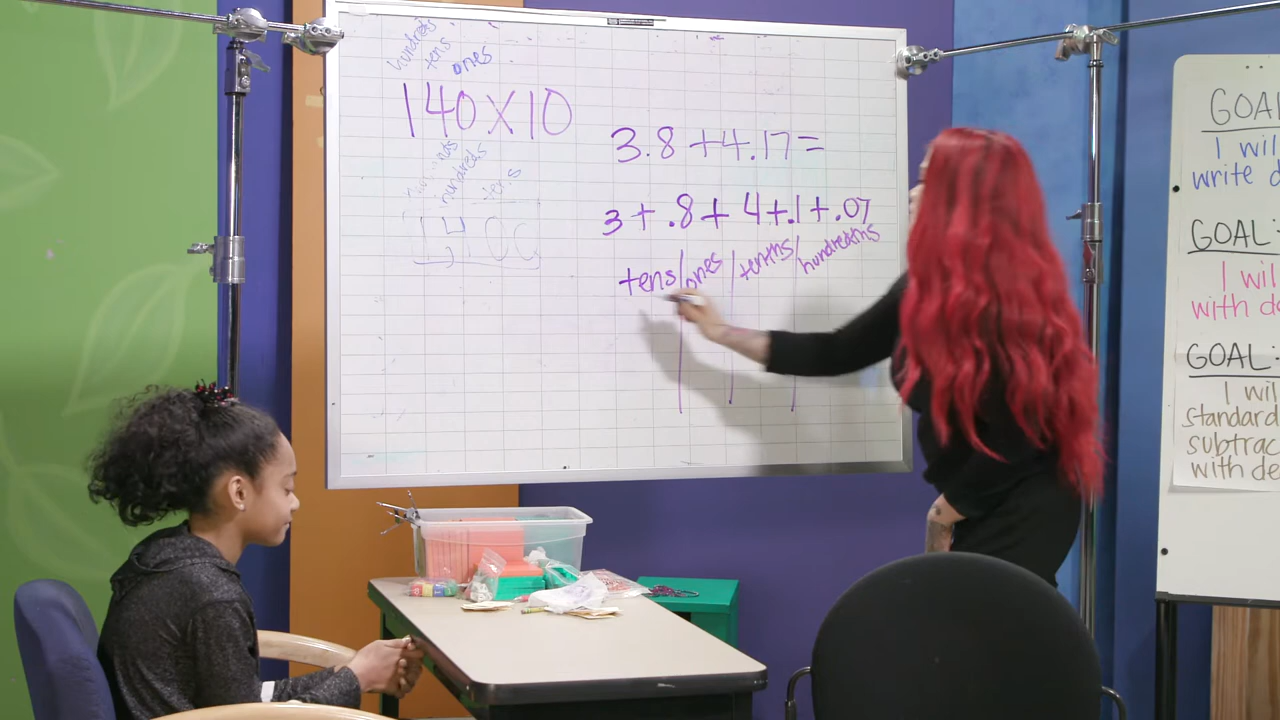 hundreds
tens
ones
140 X 10
hundreds
tens
1400
3.8 + 4.17 =
3 + .8 + 4 + .1 + .07
tens ones tenths hundredths
GOAL
I wil
write d
GOAL:
I wil
with de
GOAL:
I wil
standard
subtrac
with de